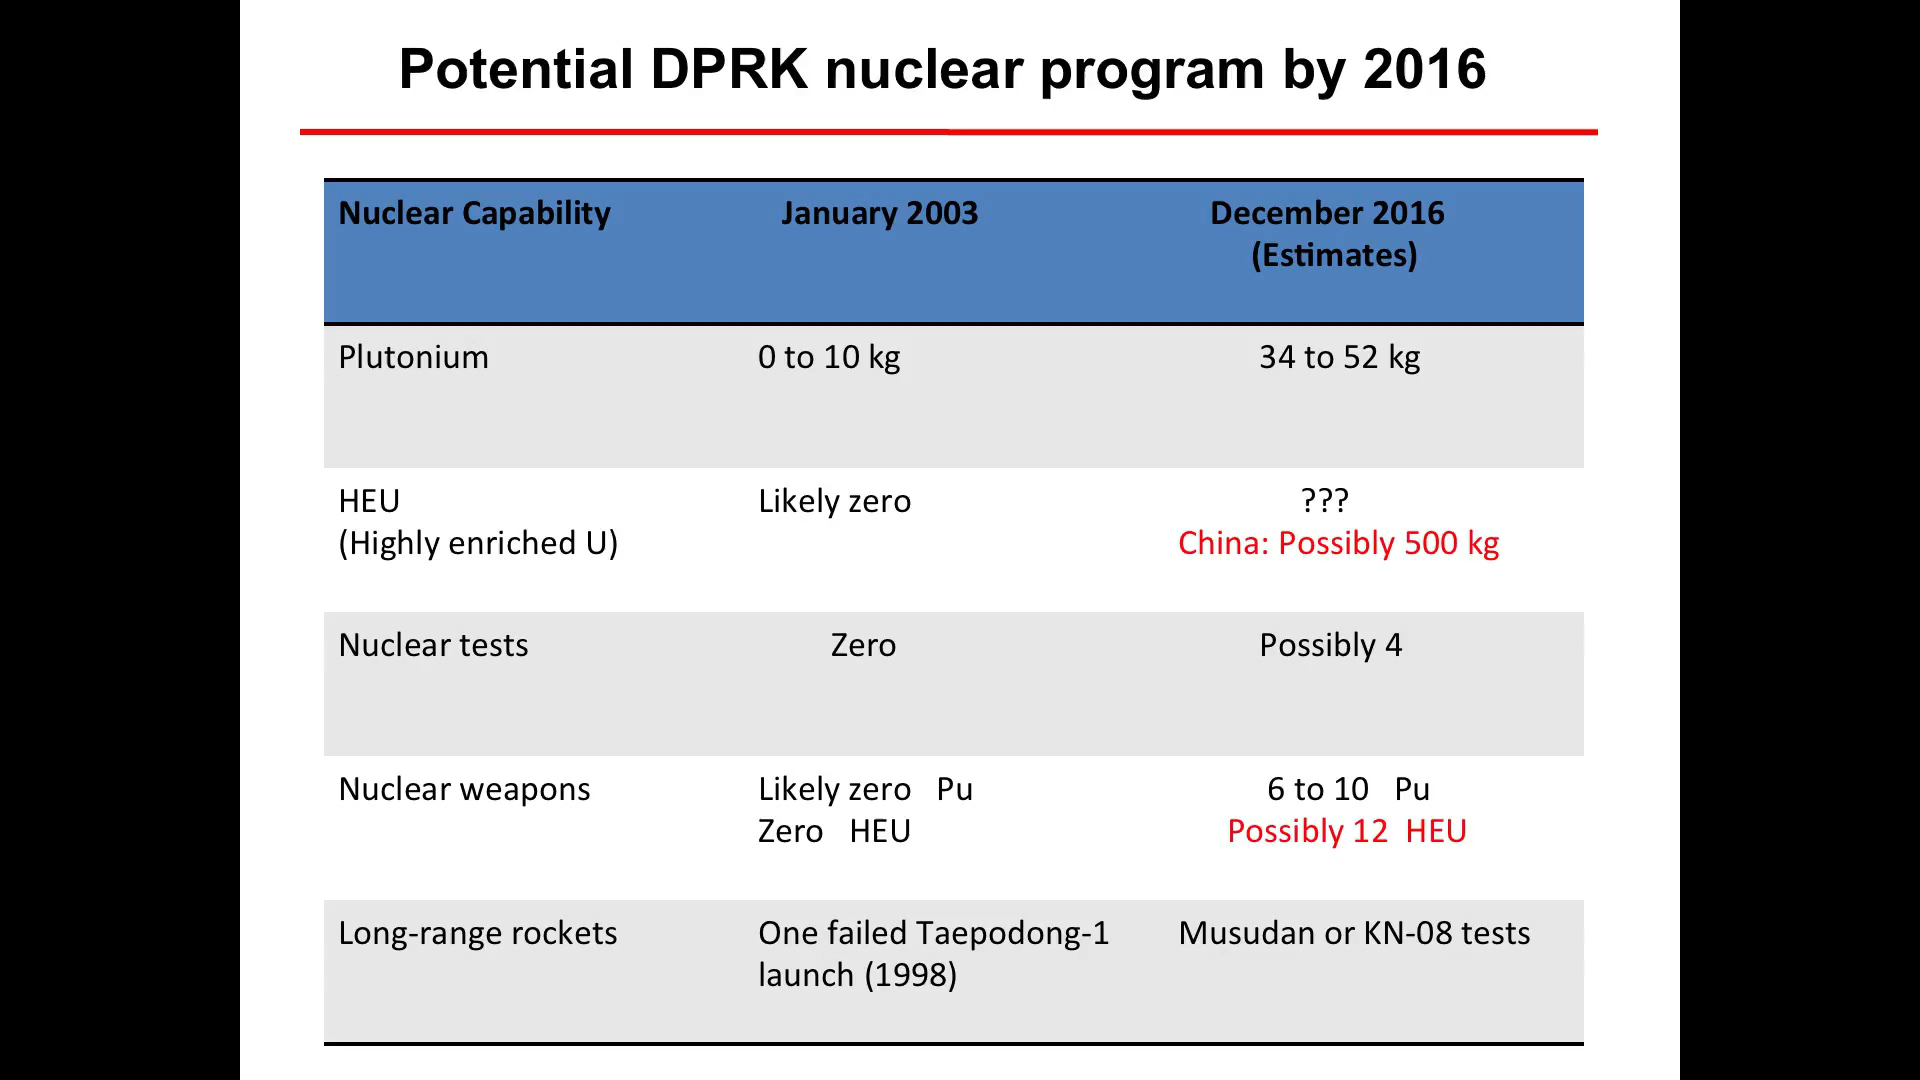 Potential DPRK nuclear program by 2016
Nuclear Capability January 2003 December 2016
(Estimates)
Plutonium 0 to 10 kg 34 to 52 kg
HEU Likely zero ???
(Highly enriched U) China: Possibly 500 kg
Nuclear tests Zero Possibly 4
Nuclear weapons Likely zero Pu 6 to 10 Pu
Zero HEU Possibly 12 HEU
Long-range rockets One failed Taepodong-1 Musudan or KN-08 tests
launch (1998)